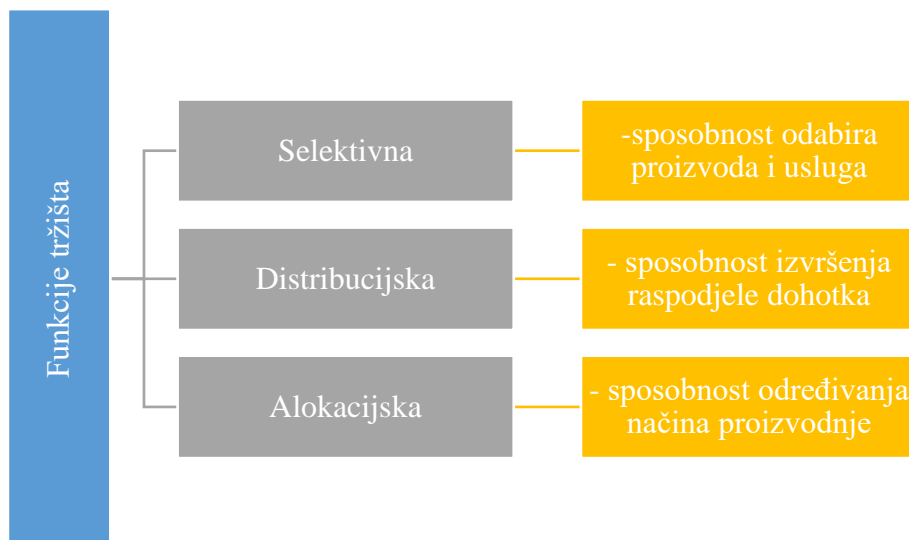 Funkcije tržišta
Selektivna
-sposobnost odabira
proizvoda i usluga
Distribucijska
- sposobnost izvršenja
raspodjele dohotka
Alokacijska
- sposobnost određivanja
načina proizvodnje